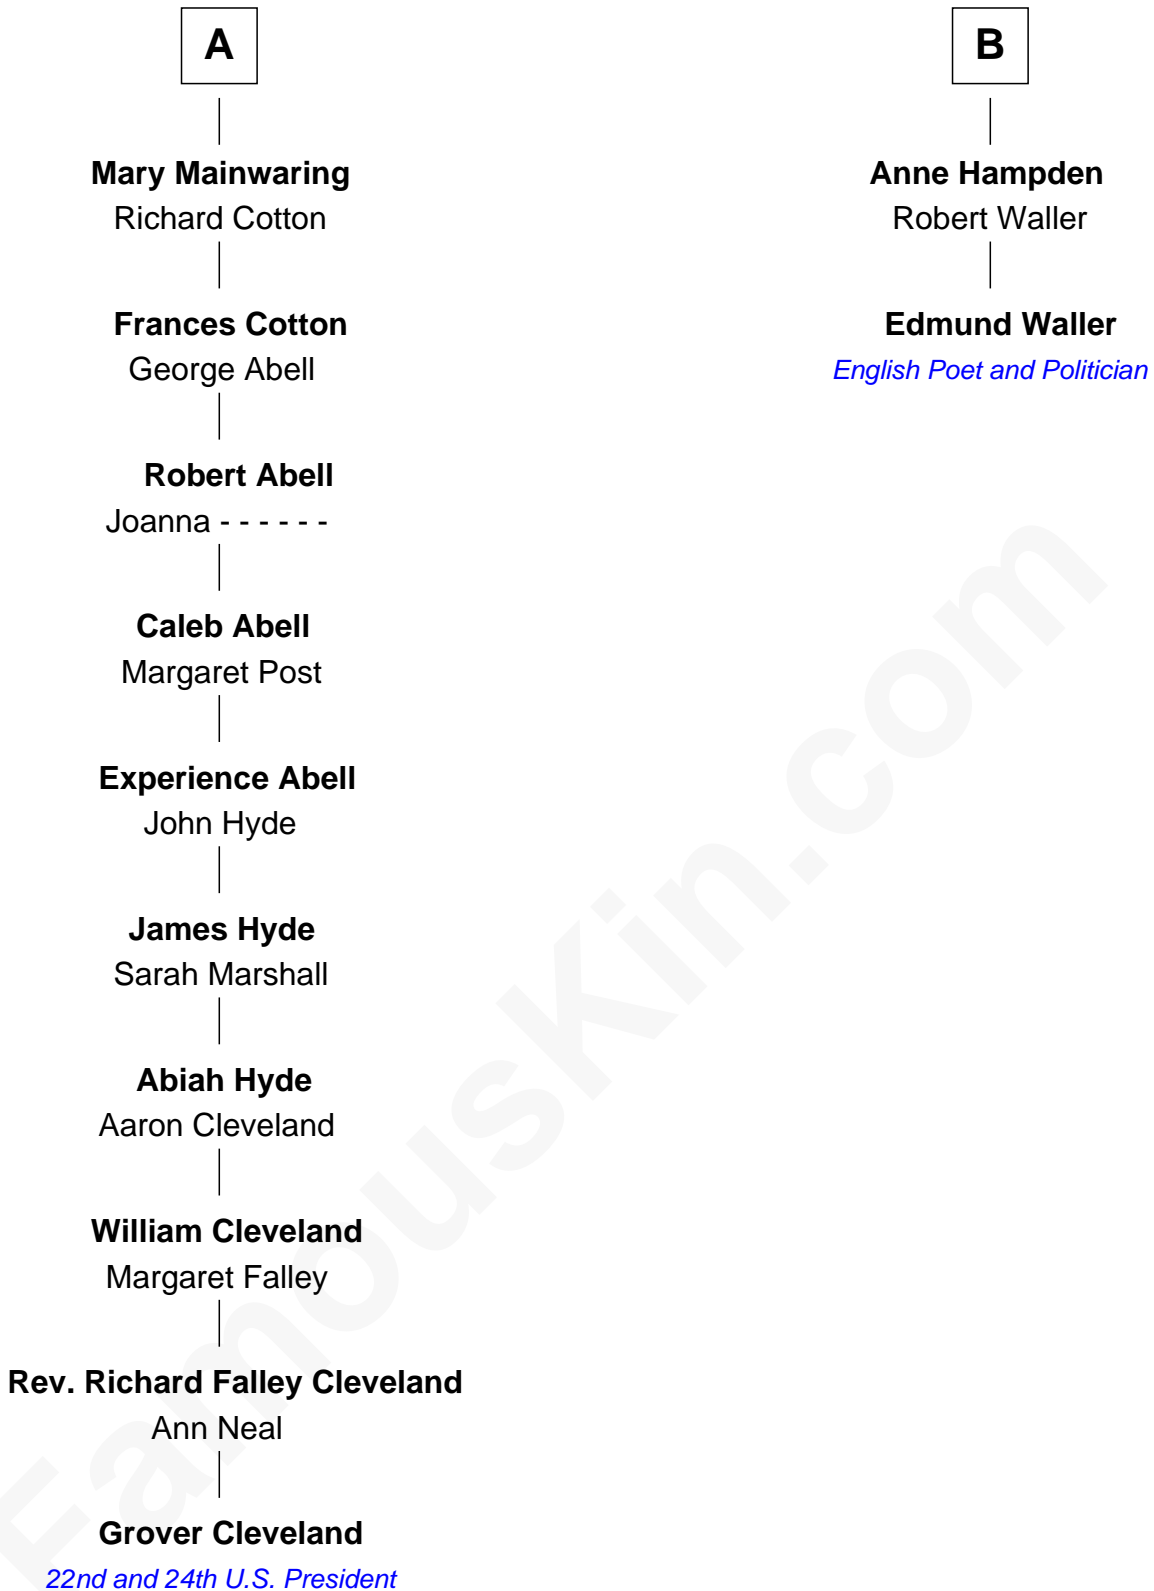 A
Mary Mainwaring
Richard Cotton
Frances Cotton
George Abell
Robert Abell
Joanna - - - - - -
Caleb Abell
Margaret Post
Experience Abell
John Hyde
James Hyde
Sarah Marshall
Abiah Hyde
Aaron Cleveland
William Cleveland
Margaret Falley
Rev. Richard Falley Cleveland
Ann Neal
Grover Cleveland
22nd and 24th U.S. President
B
Anne Hampden
Robert Waller
Edmund Waller
English Poet and Politician
FamousKin.com